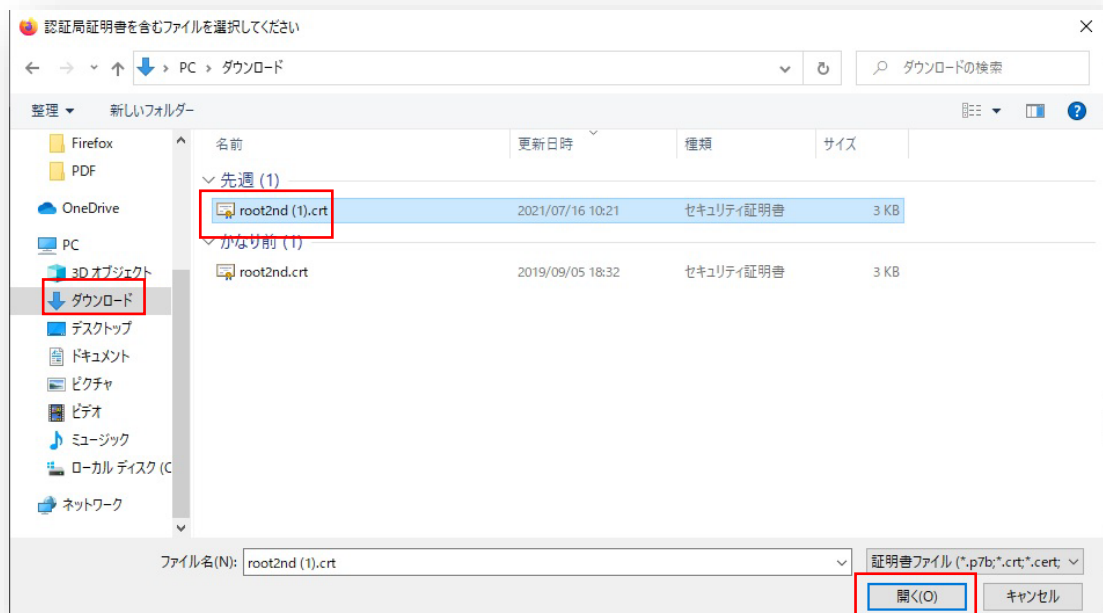 認証局証明書を含むファイルを選択してください
PC › ダウンロード
ダウンロードの検索
整理
新しいフォルダー
Firefox
PDF
OneDrive
PC
3D オブジェクト
ダウンロード
デスクトップ
ドキュメント
ピクチャ
ビデオ
ミュージック
ローカル ディスク (C
ネットワーク
名前 更新日時 種類 サイズ
先週 (1)
root2nd (1).crt 2021/07/16 10:21 セキュリティ証明書 3 KB
かなり前 (1)
root2nd.crt 2019/09/05 18:32 セキュリティ証明書 3 KB
ファイル名(N): root2nd (1).crt
証明書ファイル (*.p7b;*.crt;*.cert;
開く(O) キャンセル